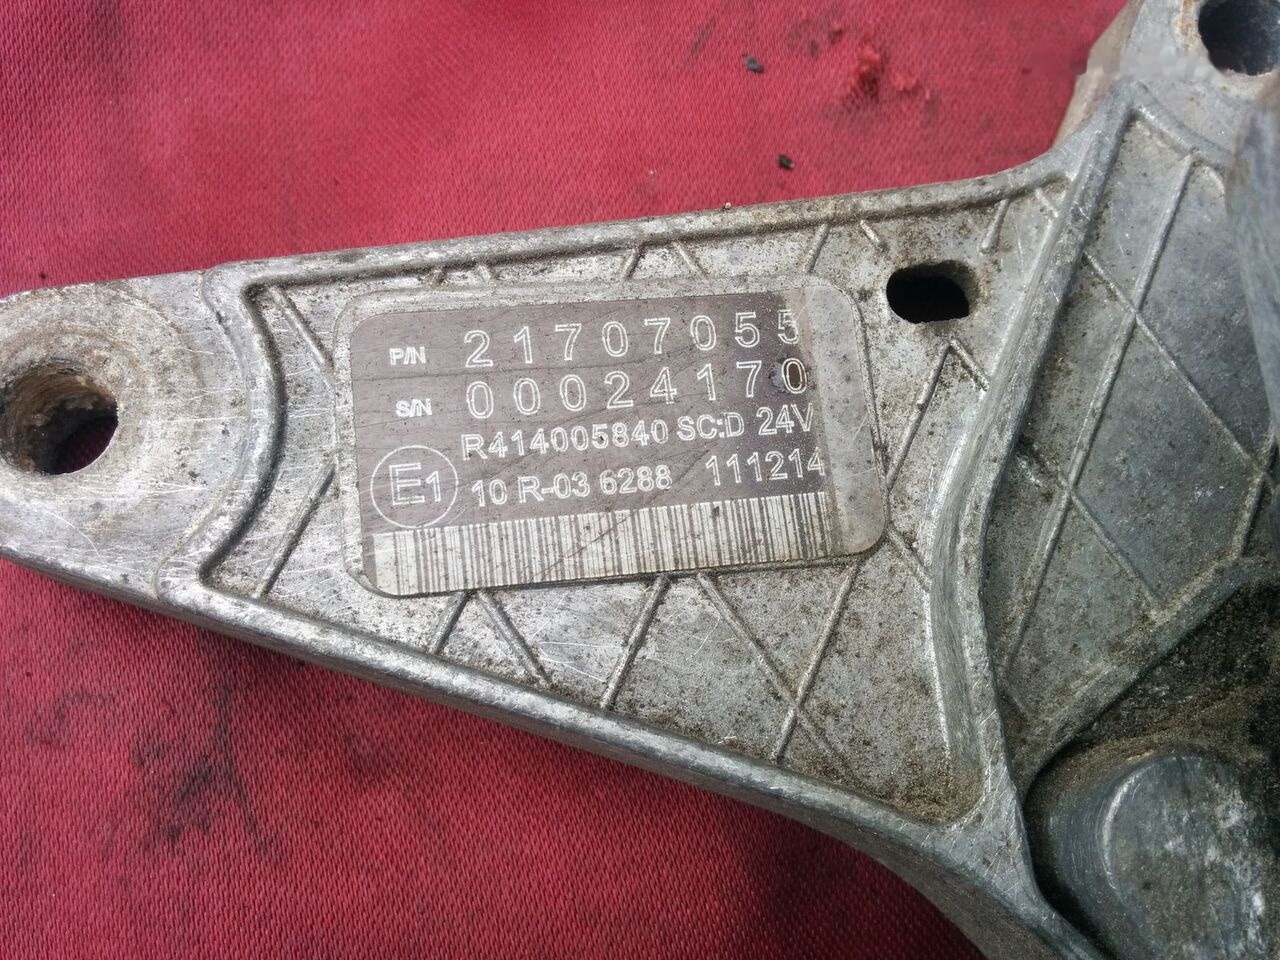 P/N 21707055
S/N 00024170
R414005840 SC:D 24V
E1 10 R-03 6288 111214